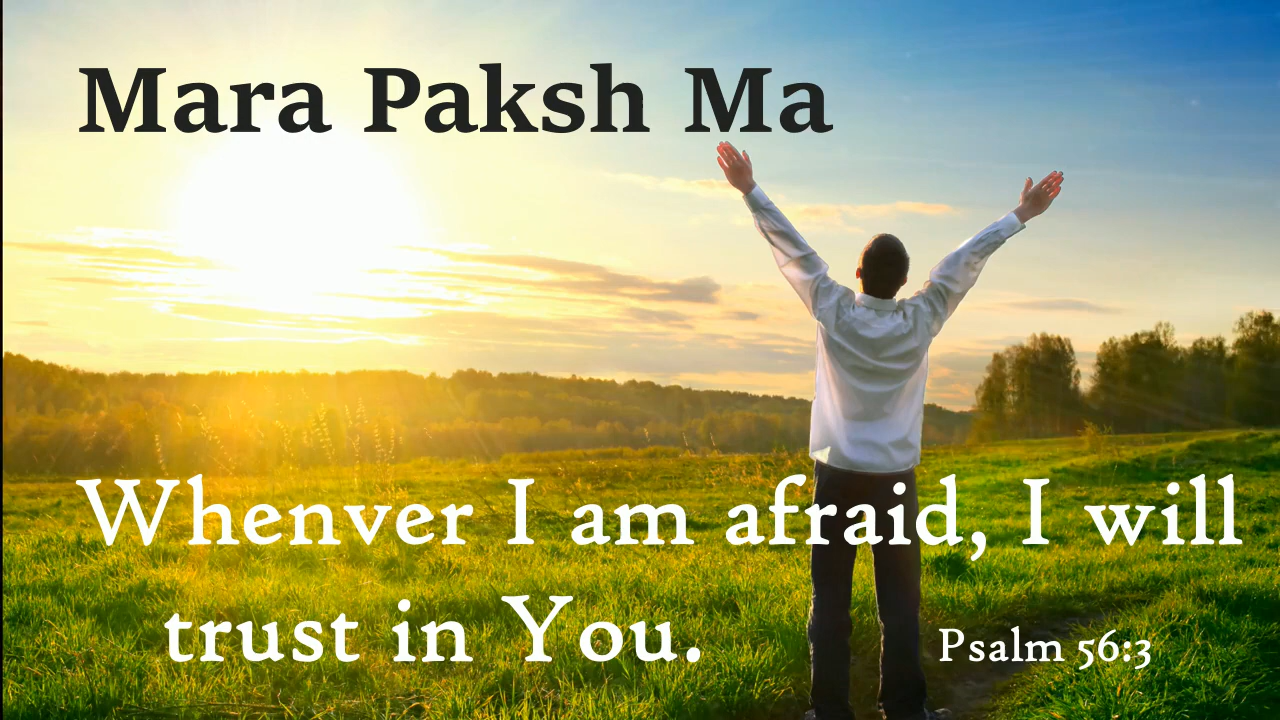 Mara Paksh Ma
Whenver I am afraid, I will
trust in You.
Psalm 56:3